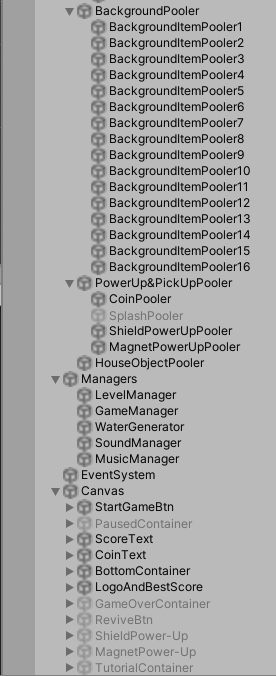 BackgroundPooler
BackgroundItemPooler1
BackgroundItemPooler2
BackgroundItemPooler3
BackgroundItemPooler4
BackgroundItemPooler5
BackgroundItemPooler6
BackgroundItemPooler7
BackgroundItemPooler8
BackgroundItemPooler9
BackgroundItemPooler10
BackgroundItemPooler11
BackgroundItemPooler12
BackgroundItemPooler13
BackgroundItemPooler14
BackgroundItemPooler15
BackgroundItemPooler16
PowerUp&PickUpPooler
CoinPooler
SplashPooler
ShieldPowerUpPooler
MagnetPowerUpPooler
HouseObjectPooler
Managers
LevelManager
GameManager
WaterGenerator
SoundManager
MusicManager
EventSystem
Canvas
StartGameBtn
PausedContainer
ScoreText
CoinText
BottomContainer
LogoAndBestScore
GameOverContainer
ReviveBtn
ShieldPower-Up
MagnetPower-Up
TutorialContainer